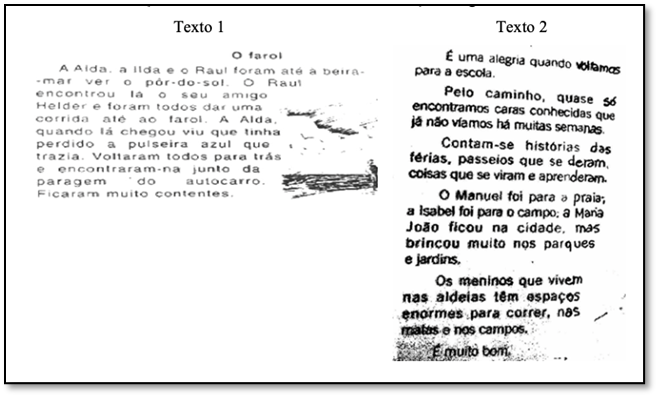 Texto 1
O farol
A Alda, a Ilda e o Raul foram até a beira-
-mar ver o pôr-do-sol. O Raul
encontrou lá o seu amigo
Helder e foram todos dar uma
corrida até ao farol. A Alda,
quando lá chegou viu que tinha
perdido a pulseira azul que
trazia. Voltaram todos para trás
e encontraram-na junto da
paragem do autocarro.
Ficaram muito contentes.
Texto 2
É uma alegria quando voltamos
para a escola.
Pelo caminho, quase só
encontramos caras conhecidas que
já não víamos há muitas semanas.
Contam-se histórias das
férias, passeios que se deram,
coisas que se viram e aprenderam.
O Manuel foi para a praia;
a Isabel foi para o campo; a Maria
João ficou na cidade, mas
brincou muito nos parques
e jardins.
Os meninos que vivem
nas aldeias têm espaços
enormes para correr, nas
matas e nos campos.
É muito bom.